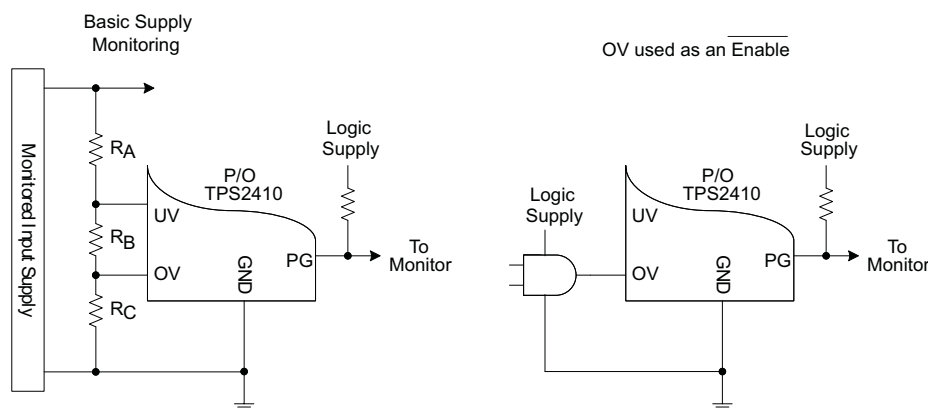 Basic Supply
Monitoring
Monitored Input Supply
RA
RB
RC
P/O
TPS2410
UV
OV
GND
PG
Logic
Supply
To
Monitor
OV used as an Enable
Logic
Supply
P/O
TPS2410
UV
OV
GND
PG
Logic
Supply
To
Monitor